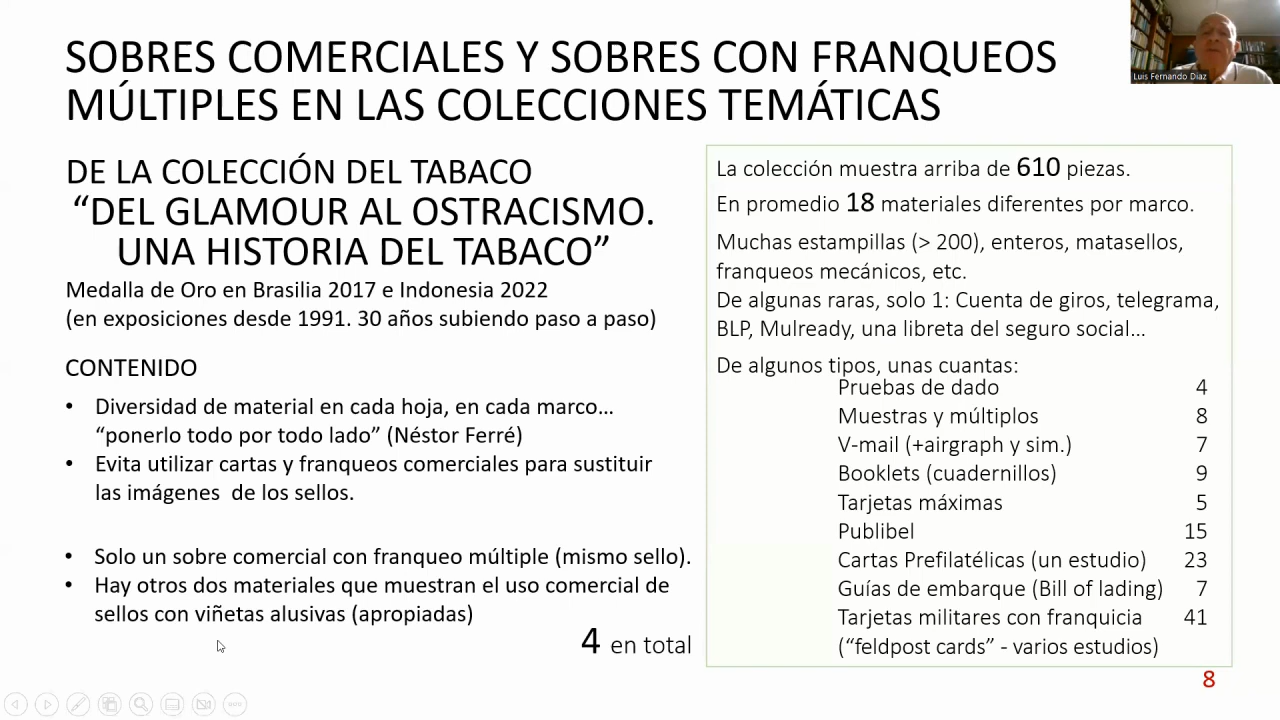 SOBRES COMERCIALES Y SOBRES CON FRANQUEOS
MÚLTIPLES EN LAS COLECCIONES TEMÁTICAS
Luis Fernando Diaz
DE LA COLECCIÓN DEL TABACO
“DEL GLAMOUR AL OSTRACISMO.
UNA HISTORIA DEL TABACO”
Medalla de Oro en Brasilia 2017 e Indonesia 2022
(en exposiciones desde 1991. 30 años subiendo paso a paso)
CONTENIDO
• Diversidad de material en cada hoja, en cada marco…
“ponerlo todo por todo lado” (Néstor Ferré)
• Evita utilizar cartas y franqueos comerciales para sustituir
las imágenes de los sellos.
• Solo un sobre comercial con franqueo múltiple (mismo sello).
• Hay otros dos materiales que muestran el uso comercial de
sellos con viñetas alusivas (apropiadas)
4 en total
La colección muestra arriba de 610 piezas.
En promedio 18 materiales diferentes por marco.
Muchas estampillas (> 200), enteros, matasellos,
franqueos mecánicos, etc.
De algunas raras, solo 1: Cuenta de giros, telegrama,
BLP, Mulready, una libreta del seguro social…
De algunos tipos, unas cuantas:
Pruebas de dado 4
Muestras y múltiplos 8
V-mail (+airgraph y sim.) 7
Booklets (cuadernillos) 9
Tarjetas máximas 5
Publibel 15
Cartas Prefilatélicas (un estudio) 23
Guías de embarque (Bill of lading) 7
Tarjetas militares con franquicia 41
(“feldpost cards” - varios estudios)
8